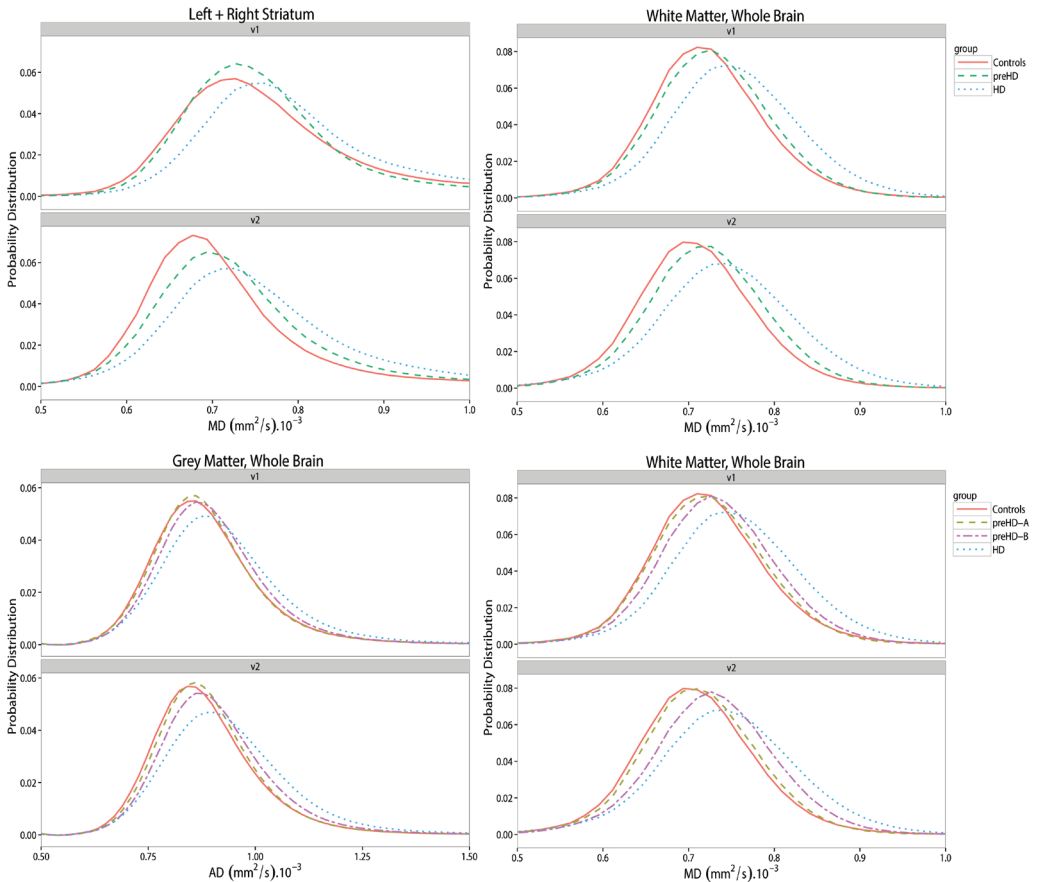 Left + Right Striatum
v1
0.06
0.04
0.02
0.00
v2
0.06
0.04
0.02
0.00
Probability Distribution
0.5 0.6 0.7 0.8 0.9 1.0
MD (mm²/s).10⁻³
White Matter, Whole Brain
v1
0.08
0.06
0.04
0.02
0.00
v2
0.08
0.06
0.04
0.02
0.00
Probability Distribution
0.5 0.6 0.7 0.8 0.9 1.0
MD (mm²/s).10⁻³
group
Controls
preHD
HD
Grey Matter, Whole Brain
v1
0.06
0.04
0.02
0.00
v2
0.06
0.04
0.02
0.00
Probability Distribution
0.50 0.75 1.00 1.25 1.50
AD (mm²/s).10⁻³
White Matter, Whole Brain
v1
0.08
0.06
0.04
0.02
0.00
v2
0.08
0.06
0.04
0.02
0.00
Probability Distribution
0.5 0.6 0.7 0.8 0.9 1.0
MD (mm²/s).10⁻³
group
Controls
preHD−A
preHD−B
HD